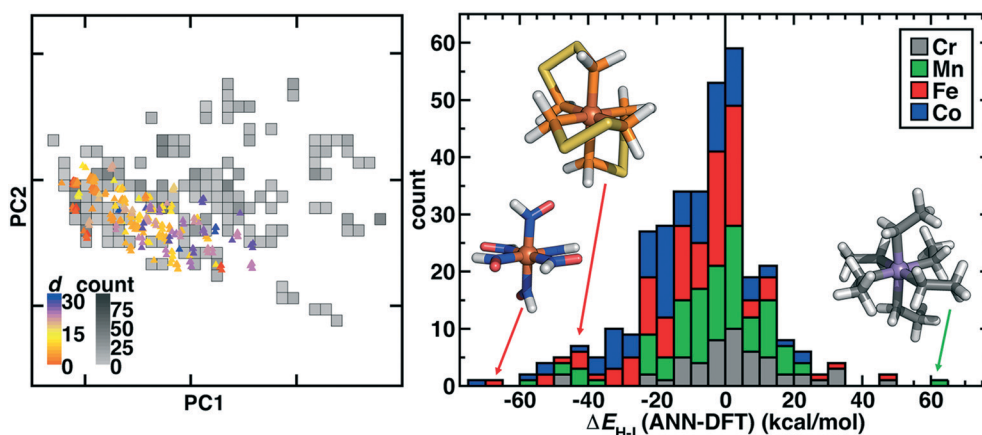 PC2
d count
30
15
0
75
50
25
0
PC1
count
60
50
40
30
20
10
0
-60 -40 -20 0 20 40 60
ΔE_H-L (ANN-DFT) (kcal/mol)
Cr
Mn
Fe
Co